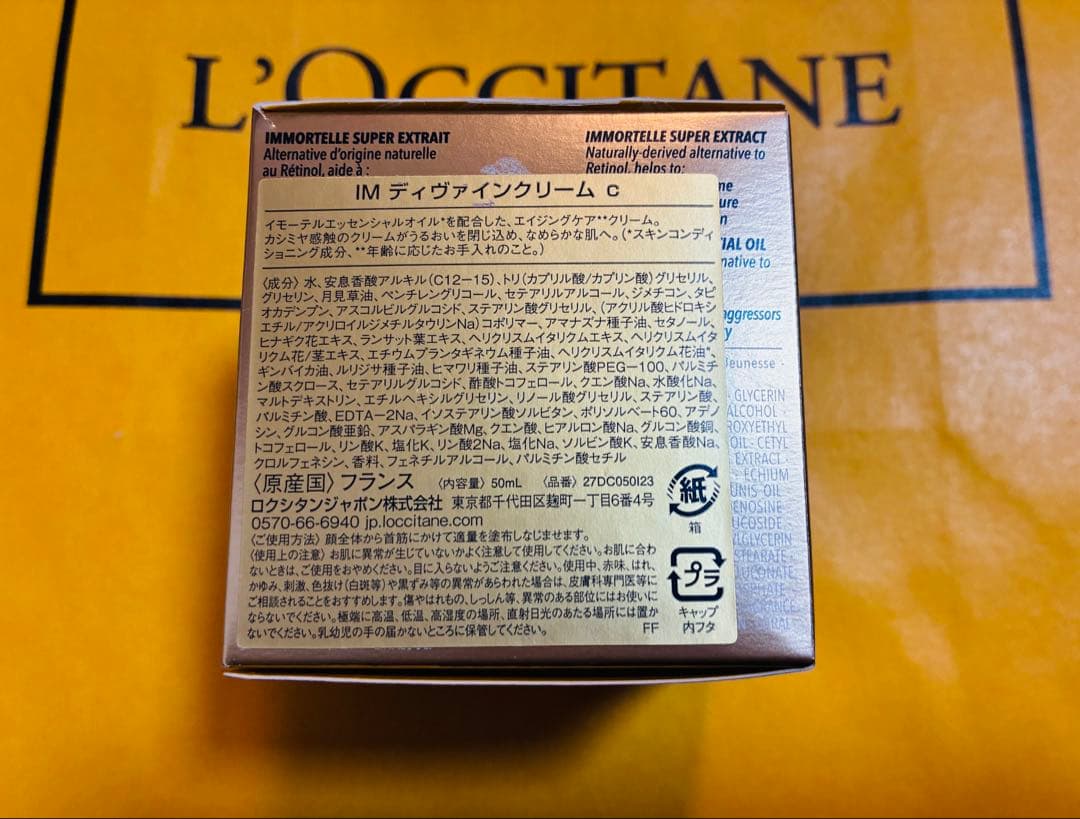 L'OCCITANE
IMMORTELLE SUPER EXTRAIT
Alternative d'origine naturelle
au Rétinol, aide à :
IMMORTELLE SUPER EXTRACT
Naturally-derived alternative to
Retinol, helps to:
IM ディヴァインクリーム c
イモーテルエッセンシャルオイル*を配合した、エイジングケア**クリーム。
カシミヤ感触のクリームがうるおいを閉じ込め、なめらかな肌へ。(*スキンコンディ
ショニング成分、**年齢に応じたお手入れのこと。)
〈成分〉水、安息香酸アルキル(C12-15)、トリ(カプリル酸/カプリン酸)グリセリル、
グリセリン、月見草油、ペンチレングリコール、セテアリルアルコール、ジメチコン、タピ
オカデンプン、アスコルビルグルコシド、ステアリン酸グリセリル、(アクリル酸ヒドロキシ
エチル/アクリロイルジメチルタウリンNa)コポリマー、アマナズナ種子油、セタノール、
ヒナギク花エキス、ランサット葉エキス、ヘリクリスムイタリクムエキス、ヘリクリスムイタ
リクム花/茎エキス、エチウムプランタギネウム種子油、ヘリクリスムイタリクム花油*、
ギンバイカ油、ルリジサ種子油、ヒマワリ種子油、ステアリン酸PEG-100、パルミチ
ン酸スクロース、セテアリルグルコシド、酢酸トコフェロール、クエン酸Na、水酸化Na、
マルトデキストリン、エチルヘキシルグリセリン、リノール酸グリセリル、ステアリン酸、
パルミチン酸、EDTA-2Na、イソステアリン酸ソルビタン、ポリソルベート60、アデノ
シン、グルコン酸亜鉛、アスパラギン酸Mg、クエン酸、ヒアルロン酸Na、グルコン酸銅、
トコフェロール、リン酸K、塩化K、リン酸2Na、塩化Na、ソルビン酸K、安息香酸Na、
クロルフェネシン、香料、フェネチルアルコール、パルミチン酸セチル
〈原産国〉フランス 〈内容量〉50mL 〈品番〉27DC050I23
ロクシタンジャポン株式会社 東京都千代田区麹町一丁目6番4号
0570-66-6940 jp.loccitane.com
〈ご使用方法〉顔全体から首筋にかけて適量を塗布しなじませます。
〈使用上の注意〉お肌に異常が生じていないかよく注意して使用してください。お肌に合わ
ないときは、ご使用をおやめください。目に入らないようご注意ください。使用中、赤味、はれ、
かゆみ、刺激、色抜け(白斑等)や黒ずみ等の異常があらわれた場合は、皮膚科専門医等に
ご相談されることをおすすめします。傷やはれもの、しっしん等、異常のある部位にはお使いに
ならないでください。極端に高温、低温、高湿度の場所、直射日光のあたる場所には置か
ないでください。乳幼児の手の届かないところに保管してください。 FF
紙
箱
プラ
キャップ
内フタ
IAL OIL
native to
aggressors
Jeunesse ·
GLYCERIN
ALCOHOL ·
ROXYETHYL
OIL · CETYL
EXTRACT ·
ECHIUM
UNIS OIL
ENOSINE
UCOSIDE
YLGLYCERIN
STEARATE ·